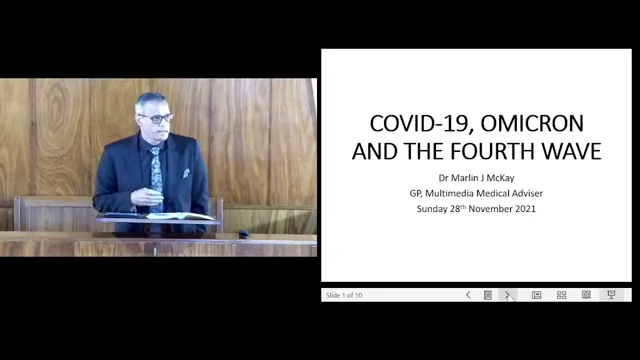 COVID-19, OMICRON
AND THE FOURTH WAVE
Dr Marlin J McKay
GP, Multimedia Medical Adviser
Sunday 28th November 2021
Slide 1 of 10